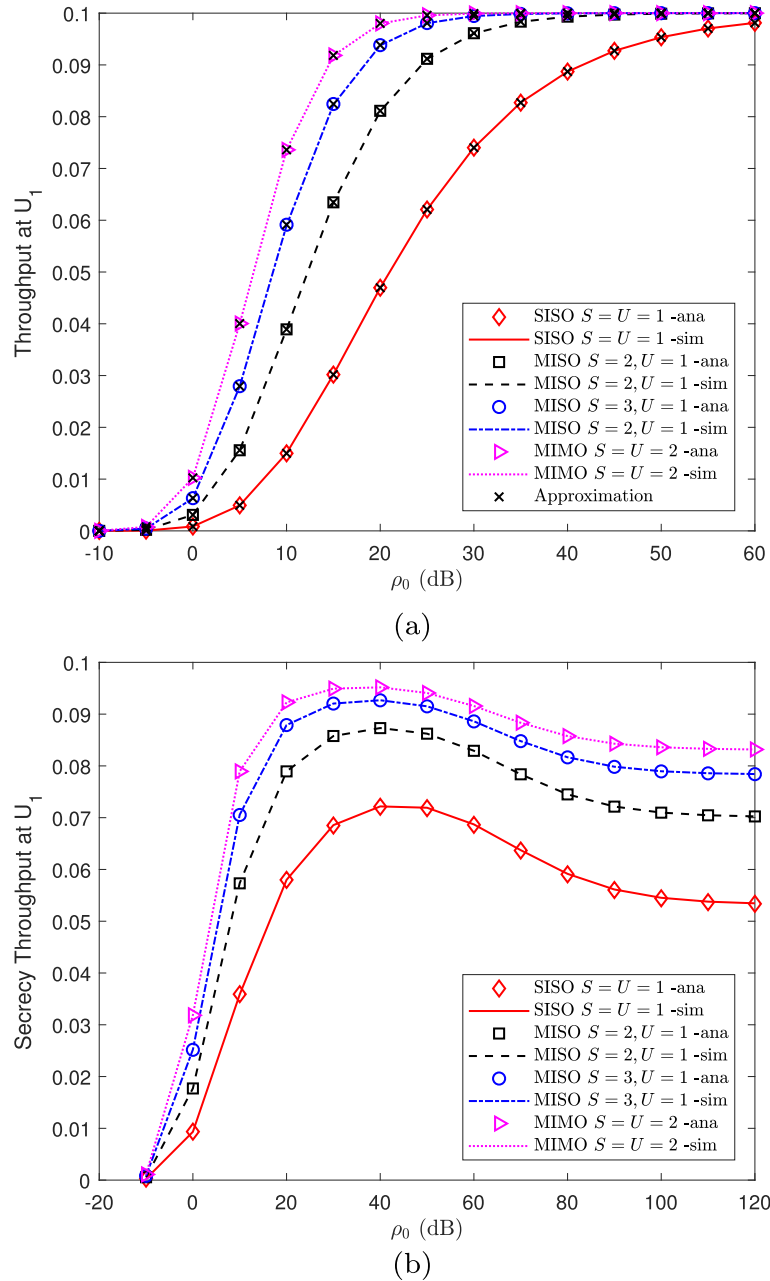 0.1
0.09
0.08
0.07
0.06
0.05
0.04
0.03
0.02
0.01
0
Throughput at U1
SISO S = U = 1 -ana
SISO S = U = 1 -sim
MISO S = 2, U = 1 -ana
MISO S = 2, U = 1 -sim
MISO S = 3, U = 1 -ana
MISO S = 2, U = 1 -sim
MIMO S = U = 2 -ana
MIMO S = U = 2 -sim
Approximation
-10 0 10 20 30 40 50 60
ρ0 (dB)
(a)
0.1
0.09
0.08
0.07
0.06
0.05
0.04
0.03
0.02
0.01
0
Secrecy Throughput at U1
SISO S = U = 1 -ana
SISO S = U = 1 -sim
MISO S = 2, U = 1 -ana
MISO S = 2, U = 1 -sim
MISO S = 3, U = 1 -ana
MISO S = 3, U = 1 -sim
MIMO S = U = 2 -ana
MIMO S = U = 2 -sim
-20 0 20 40 60 80 100 120
ρ0 (dB)
(b)